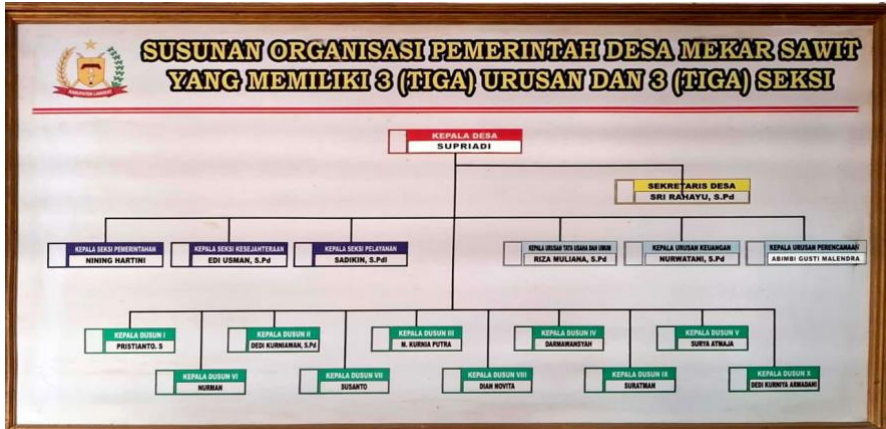 SUSUNAN ORGANISASI PEMERINTAH DESA MEKAR SAWIT
YANG MEMILIKI 3 (TIGA) URUSAN DAN 3 (TIGA) SEKSI
KABUPATEN LANGKAT
KEPALA DESA
SUPRIADI
SEKRETARIS DESA
SRI RAHAYU, S.Pd
KEPALA SEKSI PEMERINTAHAN
NINING HARTINI
KEPALA SEKSI KESEJAHTERAAN
EDI USMAN, S.Pd
KEPALA SEKSI PELAYANAN
SADIKIN, S.PdI
KEPALA URUSAN TATA USAHA DAN UMUM
RIZA MULIANA, S.Pd
KEPALA URUSAN KEUANGAN
NURWATANI, S.Pd
KEPALA URUSAN PERENCANAAN
ABIMBI GUSTI MALENDRA
KEPALA DUSUN I
PRISTIANTO. S
KEPALA DUSUN II
DEDI KURNIAWAN, S.Pd
KEPALA DUSUN III
M. KURNIA PUTRA
KEPALA DUSUN IV
DARMAWANSYAH
KEPALA DUSUN V
SURYA ATMAJA
KEPALA DUSUN VI
NURMAN
KEPALA DUSUN VII
SUSANTO
KEPALA DUSUN VIII
DIAN NOVITA
KEPALA DUSUN IX
SURATMAN
KEPALA DUSUN X
DEDI KURNIYA ARMADANI